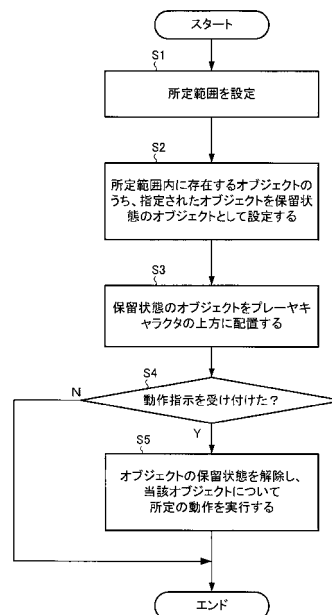 スタート
S1
所定範囲を設定
S2
所定範囲内に存在するオブジェクトの
うち、指定されたオブジェクトを保留状
態のオブジェクトとして設定する
S3
保留状態のオブジェクトをプレーヤキ
ャラクタの上方に配置する
S4
N
動作指示を受け付けた?
Y
S5
オブジェクトの保留状態を解除し、
当該オブジェクトについて
所定の動作を実行する
エンド